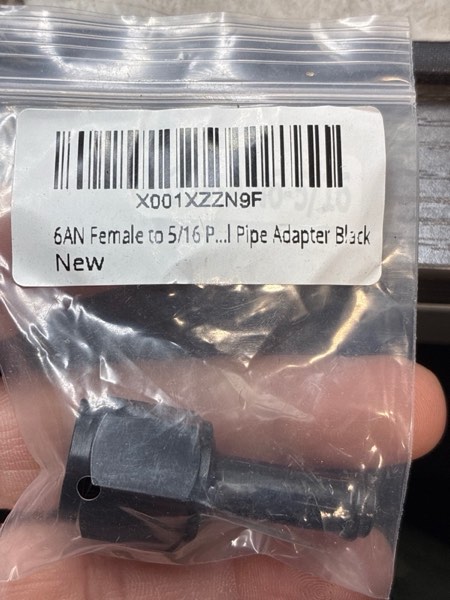 X001XZZN9F
6AN Female to 5/16 P...l Pipe Adapter Black
New